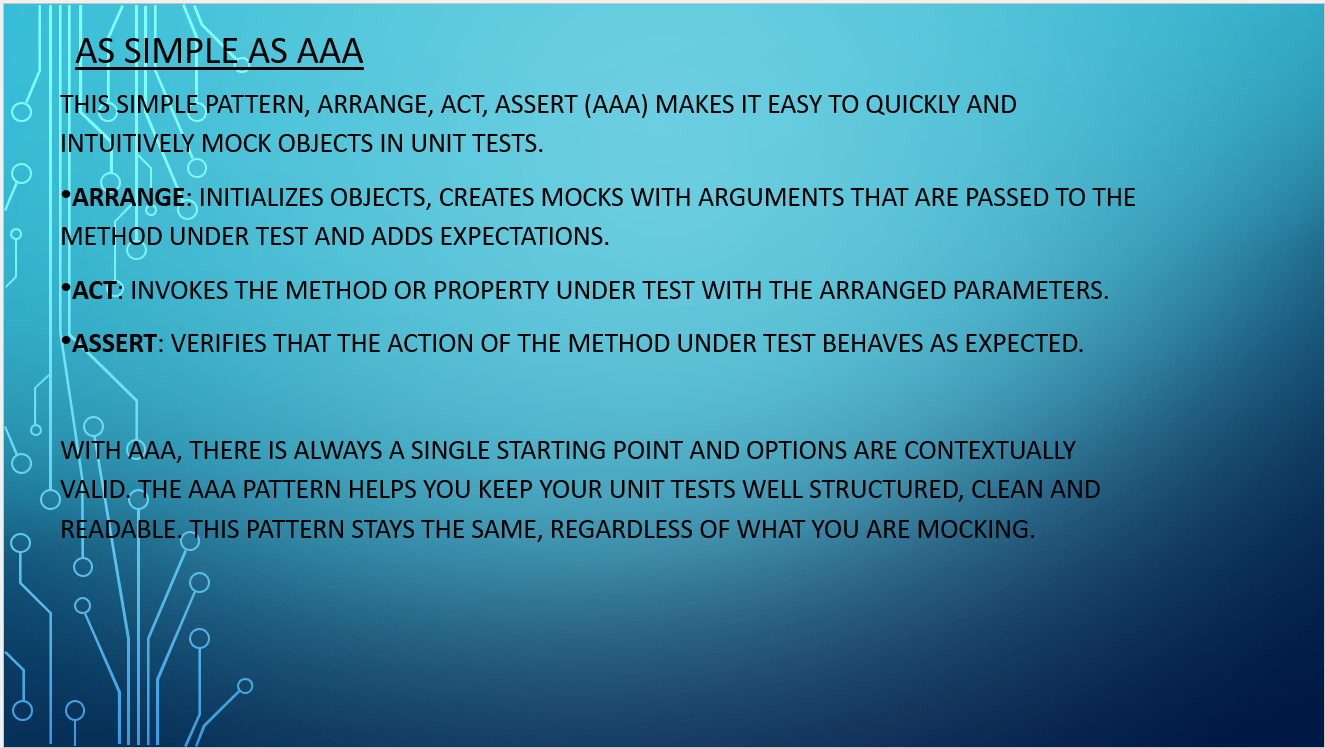 AS SIMPLE AS AAA
THIS SIMPLE PATTERN, ARRANGE, ACT, ASSERT (AAA) MAKES IT EASY TO QUICKLY AND
INTUITIVELY MOCK OBJECTS IN UNIT TESTS.
•ARRANGE: INITIALIZES OBJECTS, CREATES MOCKS WITH ARGUMENTS THAT ARE PASSED TO THE
METHOD UNDER TEST AND ADDS EXPECTATIONS.
•ACT: INVOKES THE METHOD OR PROPERTY UNDER TEST WITH THE ARRANGED PARAMETERS.
•ASSERT: VERIFIES THAT THE ACTION OF THE METHOD UNDER TEST BEHAVES AS EXPECTED.
WITH AAA, THERE IS ALWAYS A SINGLE STARTING POINT AND OPTIONS ARE CONTEXTUALLY
VALID. THE AAA PATTERN HELPS YOU KEEP YOUR UNIT TESTS WELL STRUCTURED, CLEAN AND
READABLE. THIS PATTERN STAYS THE SAME, REGARDLESS OF WHAT YOU ARE MOCKING.